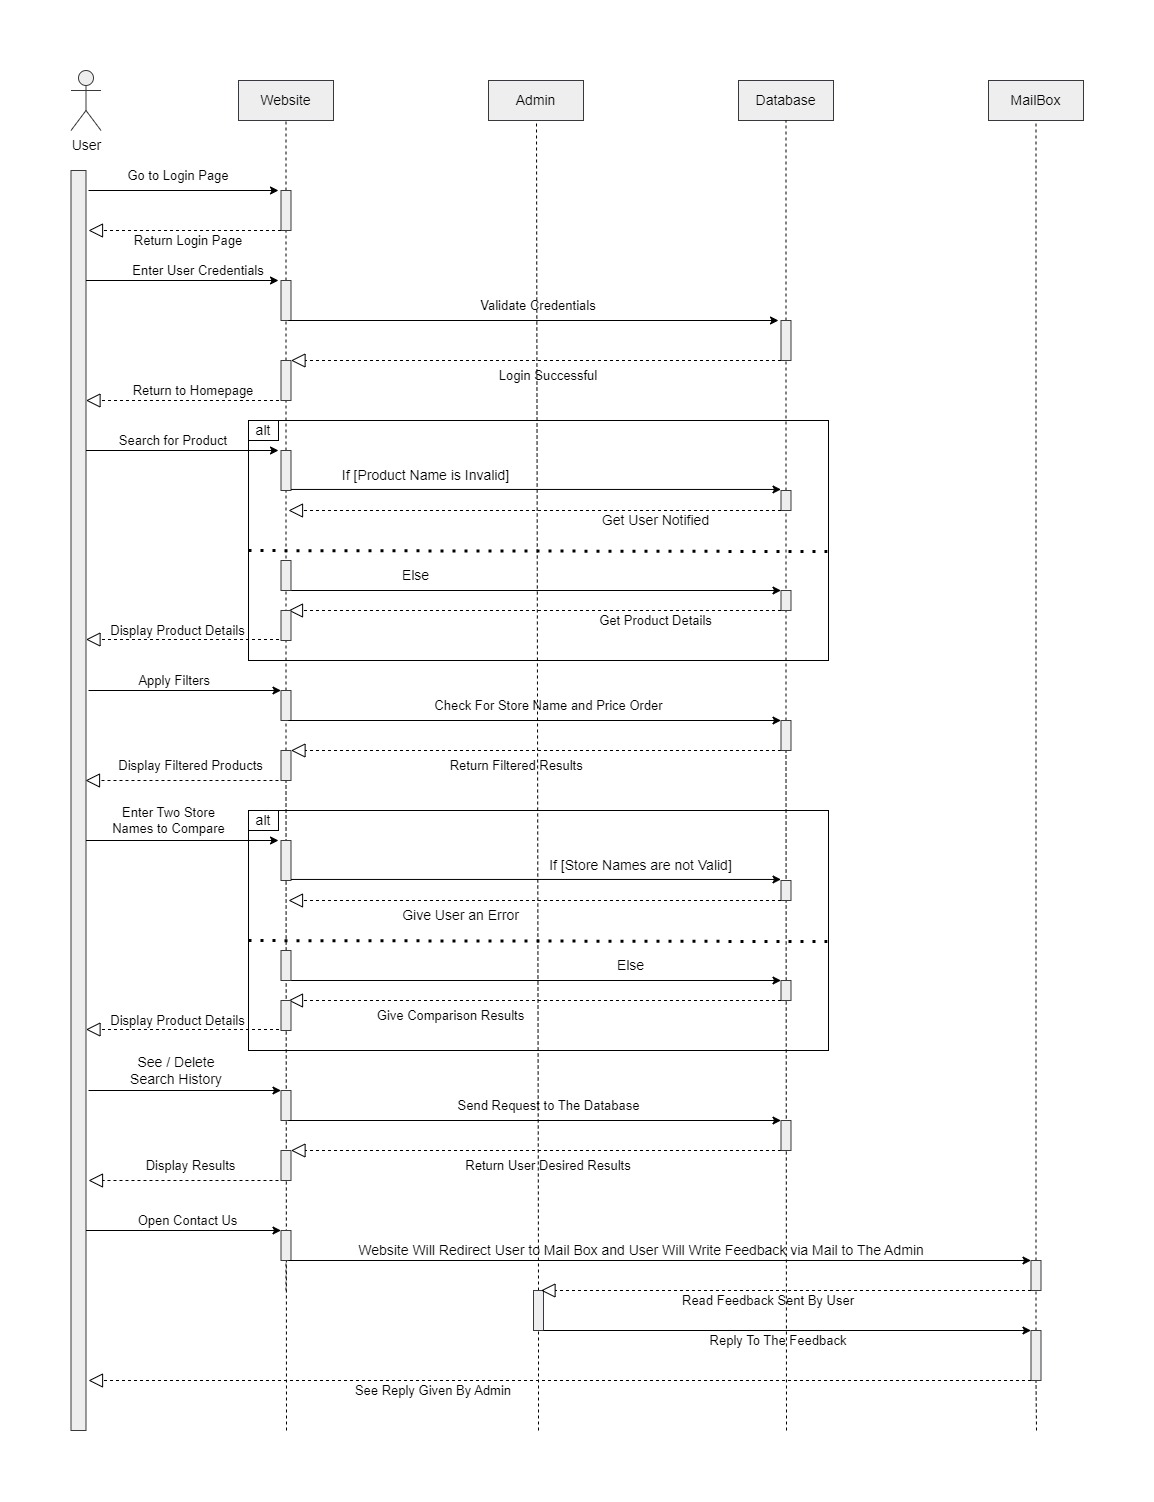 Website
Admin
Database
MailBox
User
Go to Login Page
Return Login Page
Enter User Credentials
Validate Credentials
Login Successful
Return to Homepage
alt
Search for Product
If [Product Name is Invalid]
Get User Notified
Else
Get Product Details
Display Product Details
Apply Filters
Check For Store Name and Price Order
Return Filtered Results
Display Filtered Products
Enter Two Store
Names to Compare
alt
If [Store Names are not Valid]
Give User an Error
Else
Give Comparison Results
Display Product Details
See / Delete
Search History
Send Request to The Database
Return User Desired Results
Display Results
Open Contact Us
Website Will Redirect User to Mail Box and User Will Write Feedback via Mail to The Admin
Read Feedback Sent By User
Reply To The Feedback
See Reply Given By Admin